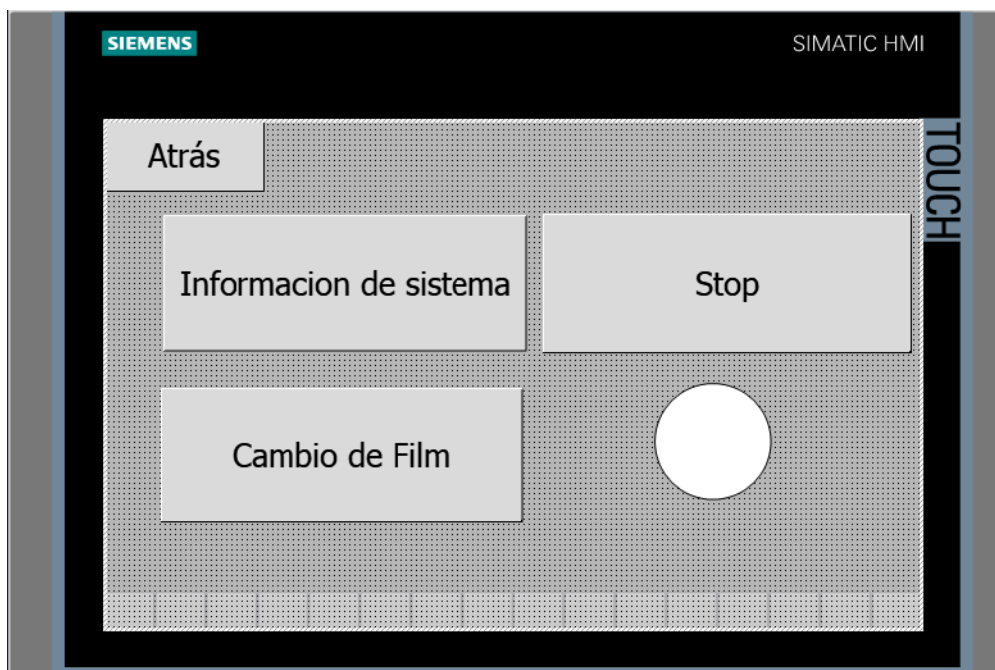 SIEMENS
SIMATIC HMI
TOUCH
Atrás
Informacion de sistema
Stop
Cambio de Film